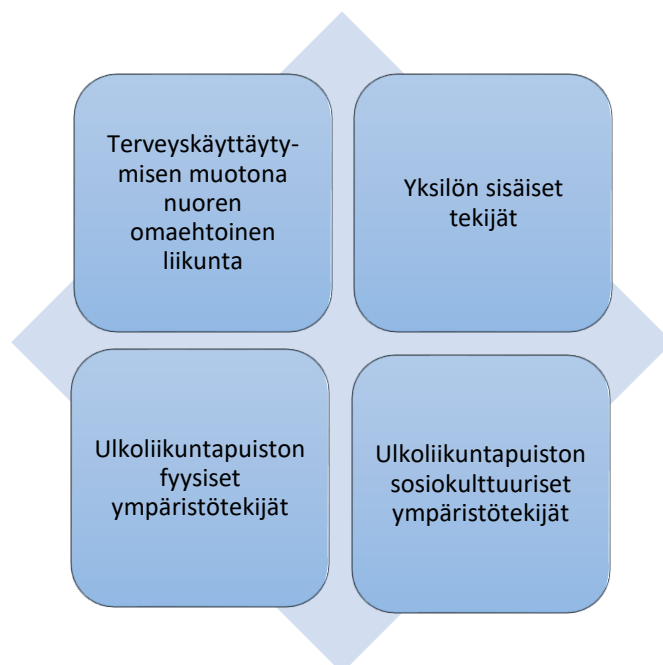 Terveyskäyttäyty-
misen muotona
nuoren
omaehtoinen
liikunta
Yksilön sisäiset
tekijät
Ulkoliikuntapuiston
fyysiset
ympäristötekijät
Ulkoliikuntapuiston
sosiokulttuuriset
ympäristötekijät